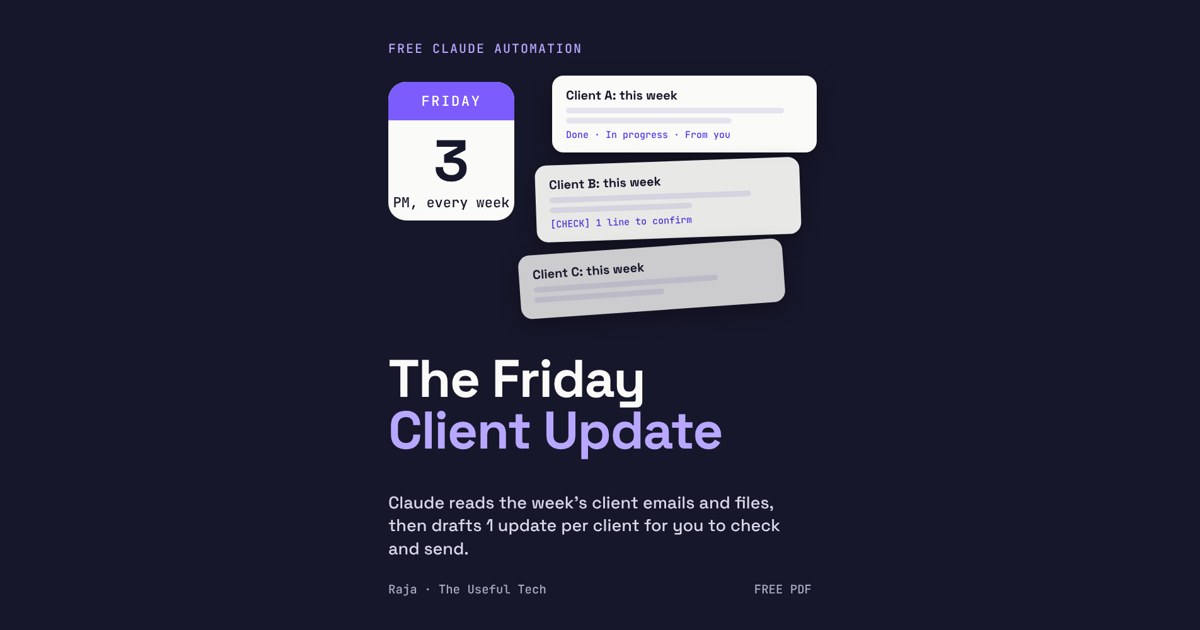 FREE CLAUDE AUTOMATION
FRIDAY
3
PM, every week
Client A: this week
Done · In progress · From you
Client B: this week
[CHECK] 1 line to confirm
Client C: this week
The Friday
Client Update
Claude reads the week's client emails and files,
then drafts 1 update per client for you to check
and send.
Raja · The Useful Tech
FREE PDF